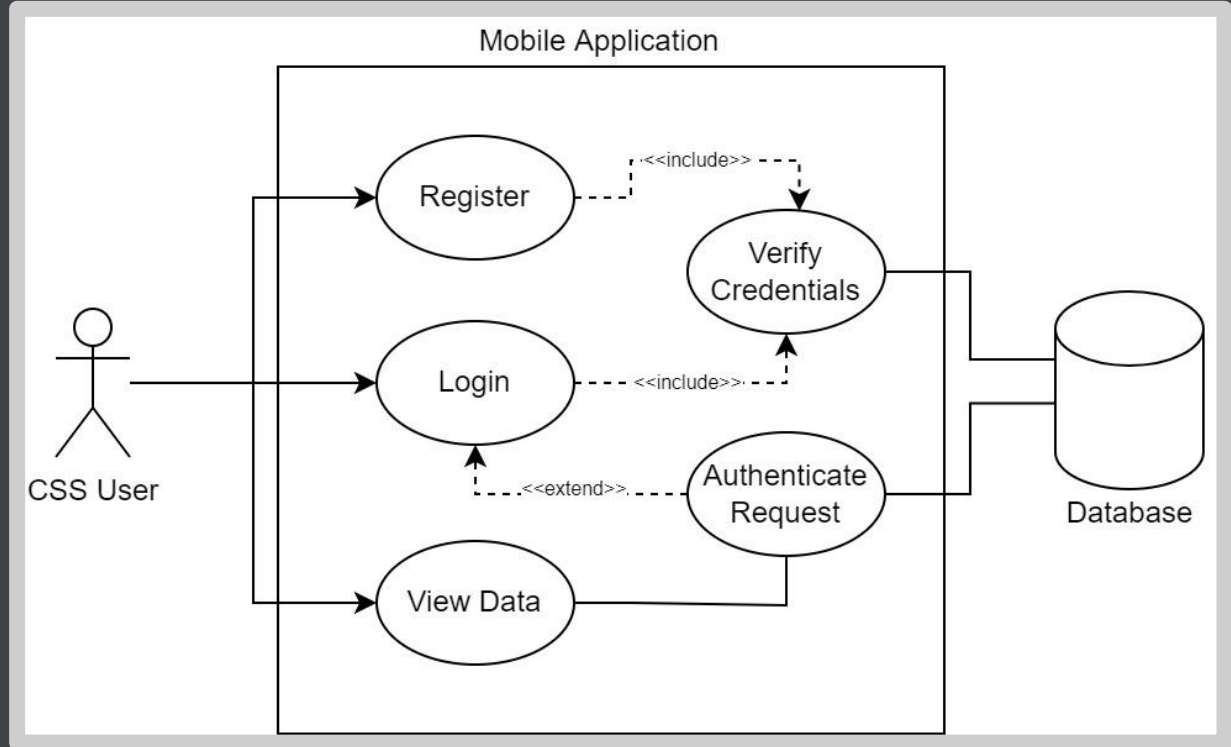 Mobile Application
Register
<<include>>
Verify
Credentials
Login
<<include>>
CSS User
<<extend>>
Authenticate
Request
Database
View Data